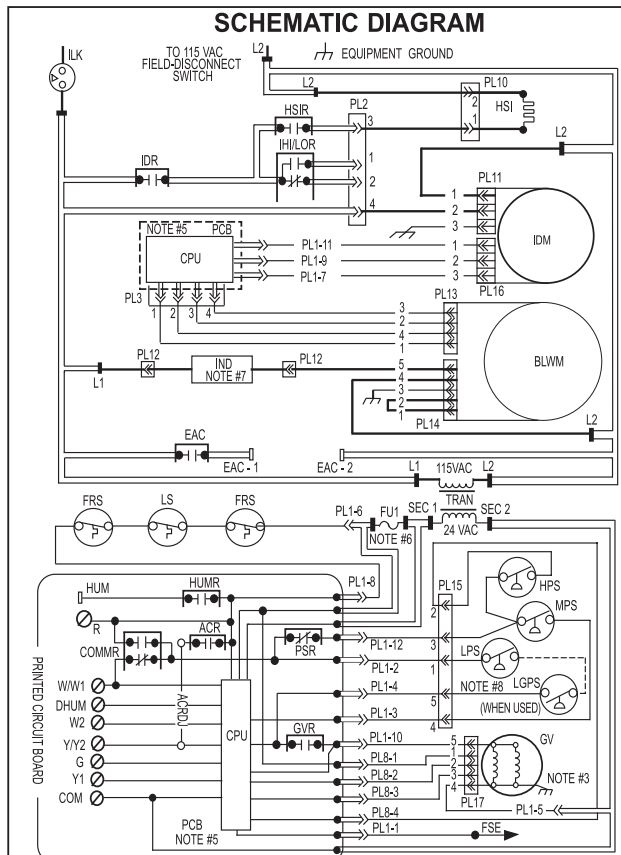 SCHEMATIC DIAGRAM
ILK
TO 115 VAC
FIELD-DISCONNECT
SWITCH
L2
EQUIPMENT GROUND
L2
L2
PL10
2
1
HSI
PL2
HSIR
3
IHI/LOR
1
2
4
IDR
L2
PL11
1
2
3
IDM
NOTE #5
PCB
CPU
PL1-11
PL1-9
PL1-7
1
2
3
PL16
PL3
1
2
3
4
PL13
3
2
4
1
BLWM
PL12
IND
NOTE #7
PL12
L1
5
4
3
2
1
PL14
L2
EAC
EAC - 1
EAC - 2
L1
115VAC
L2
TRAN
24 VAC
SEC 1
SEC 2
FRS
LS
FRS
PL1-6
FU1
NOTE #6
PL1-8
PL15
2
3
1
5
4
HPS
MPS
LPS
NOTE #8
LGPS
(WHEN USED)
PRINTED CIRCUIT BOARD
HUM
HUMR
R
COMMR
ACR
PSR
ACRDJ
W/W1
DHUM
W2
Y/Y2
G
Y1
COM
CPU
GVR
PCB
NOTE #5
PL1-12
PL1-2
PL1-4
PL1-3
PL1-10
PL8-1
PL8-2
PL8-3
PL8-4
PL1-1
5
1
2
3
4
PL17
GV
NOTE #3
PL1-5
FSE